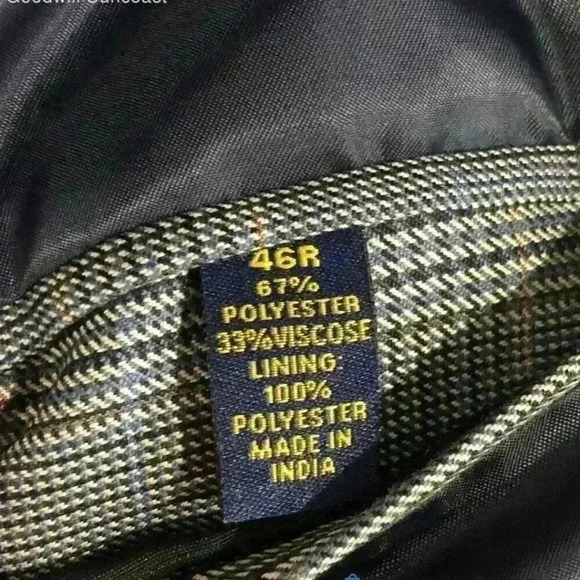 Goodwill Suncoast
46R
67%
POLYESTER
33%VISCOSE
LINING:
100%
POLYESTER
MADE IN
INDIA